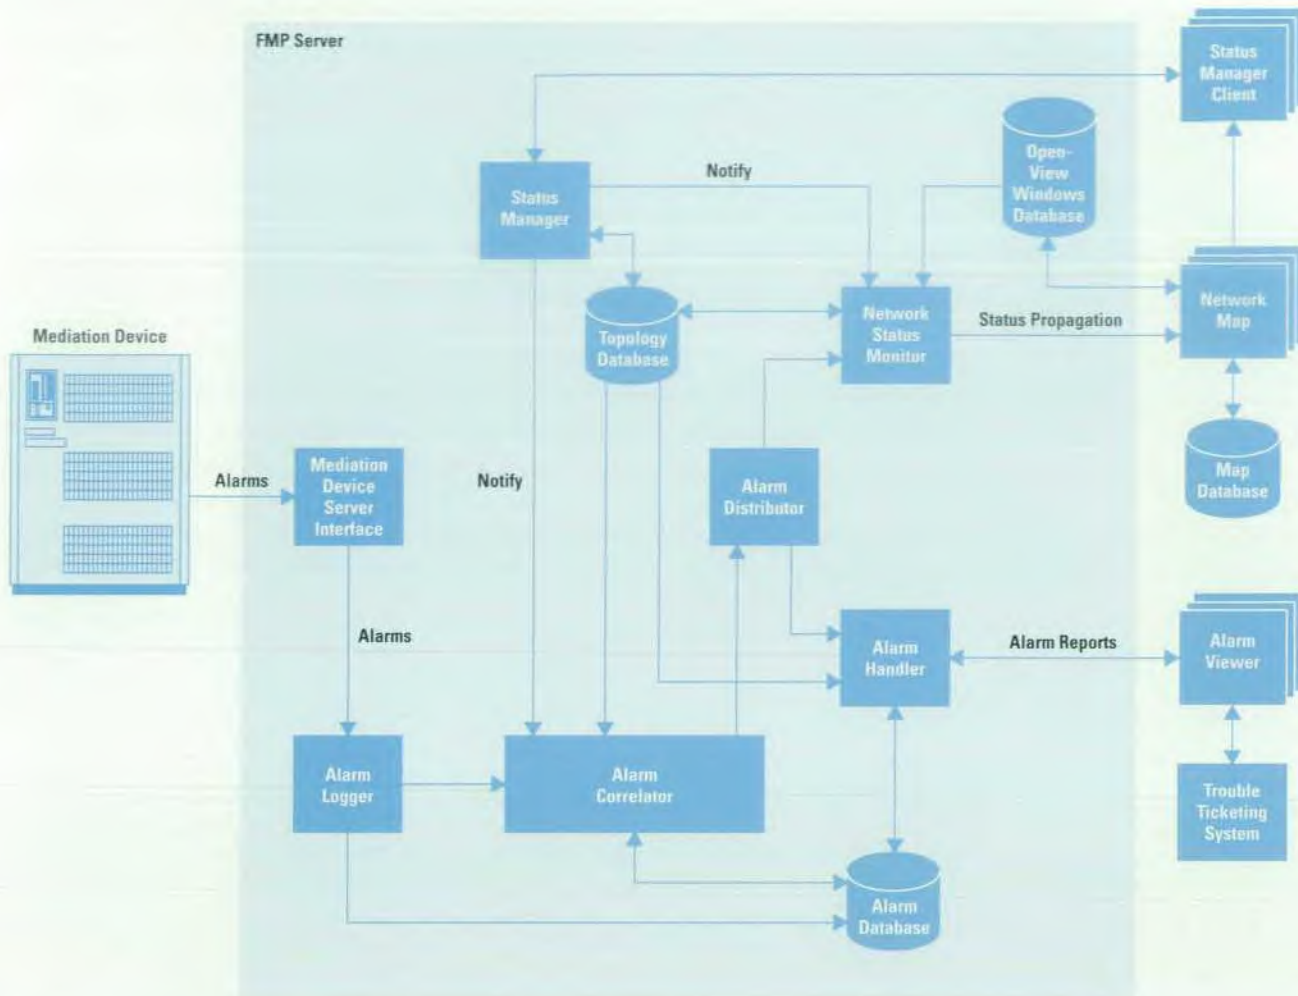 FMP Server
Status
Manager
Client
Open-
View
Windows
Database
Notify
Status
Manager
Network
Map
Network
Status
Monitor
Status Propagation
Topology
Database
Mediation Device
Alarms
Mediation
Device
Server
Interface
Notify
Alarm
Distributor
Map
Database
Alarms
Alarm
Handler
Alarm Reports
Alarm
Viewer
Alarm
Logger
Alarm
Correlator
Trouble
Ticketing
System
Alarm
Database